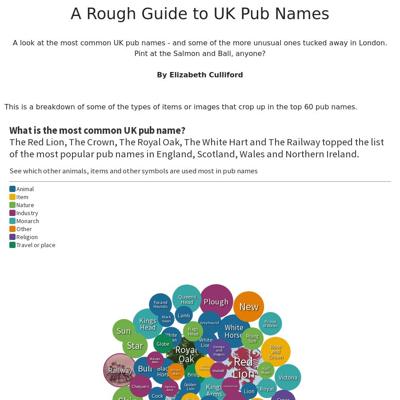 A Rough Guide to UK Pub Names
A look at the most common UK pub names - and some of the more unusual ones tucked away in London.
Pint at the Salmon and Ball, anyone?
By Elizabeth Culliford
This is a breakdown of some of the types of items or images that crop up in the top 60 pub names.
What is the most common UK pub name?
The Red Lion, The Crown, The Royal Oak, The White Hart and The Railway topped the list
of the most popular pub names in England, Scotland, Wales and Northern Ireland.
See which other animals, items and other symbols are used most in pub names
Animal
Item
Nature
Industry
Monarch
Other
Religion
Travel or place
Queens
Head
Plough
New
Kings
Head
Lamb
Sun
White
Horse
Star
Globe
White
Lion
Royal
Oak
Red
Lion
Railway
Bull
Victoria
Lion
Royal
Cock
Kings
Arms